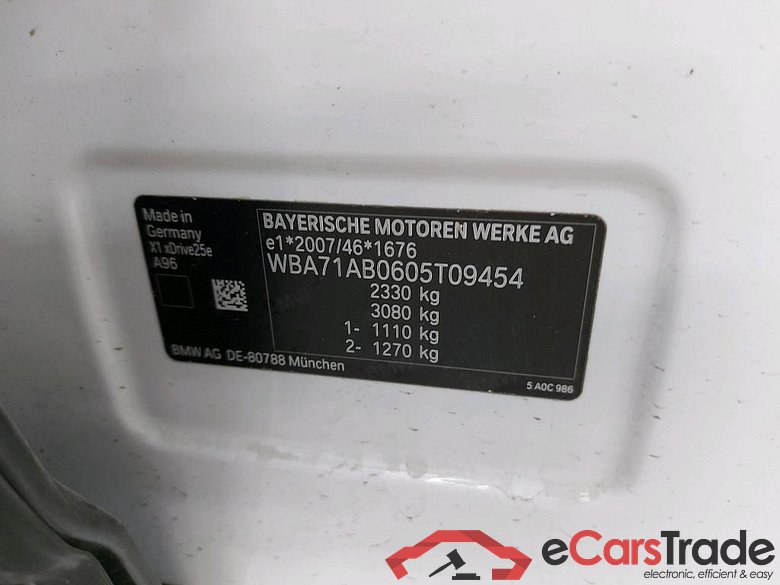 Made in
Germany
X1 xDrive25e
A96
BAYERISCHE MOTOREN WERKE AG
e1*2007/46*1676
WBA71AB0605T09454
2330 kg
3080 kg
1- 1110 kg
2- 1270 kg
BMW AG DE-80788 München
5 A0C 986
eCarsTrade
electronic, efficient & easy